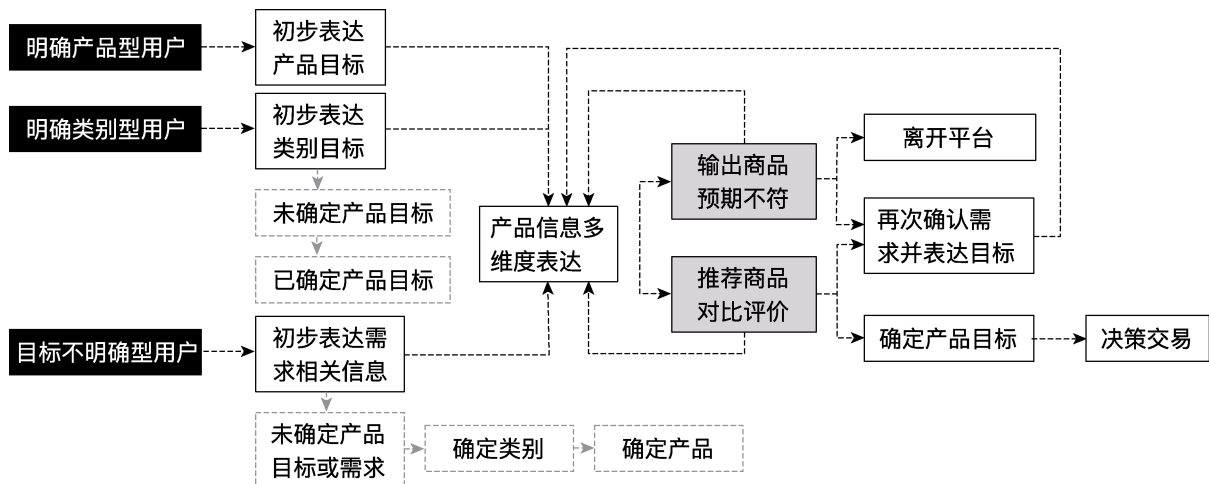 明确产品型用户
初步表达
产品目标
明确类别型用户
初步表达
类别目标
未确定产品目标
已确定产品目标
目标不明确型用户
初步表达需
求相关信息
未确定产品
目标或需求
确定类别
确定产品
产品信息多
维度表达
输出商品
预期不符
推荐商品
对比评价
离开平台
再次确认需
求并表达目标
确定产品目标
决策交易